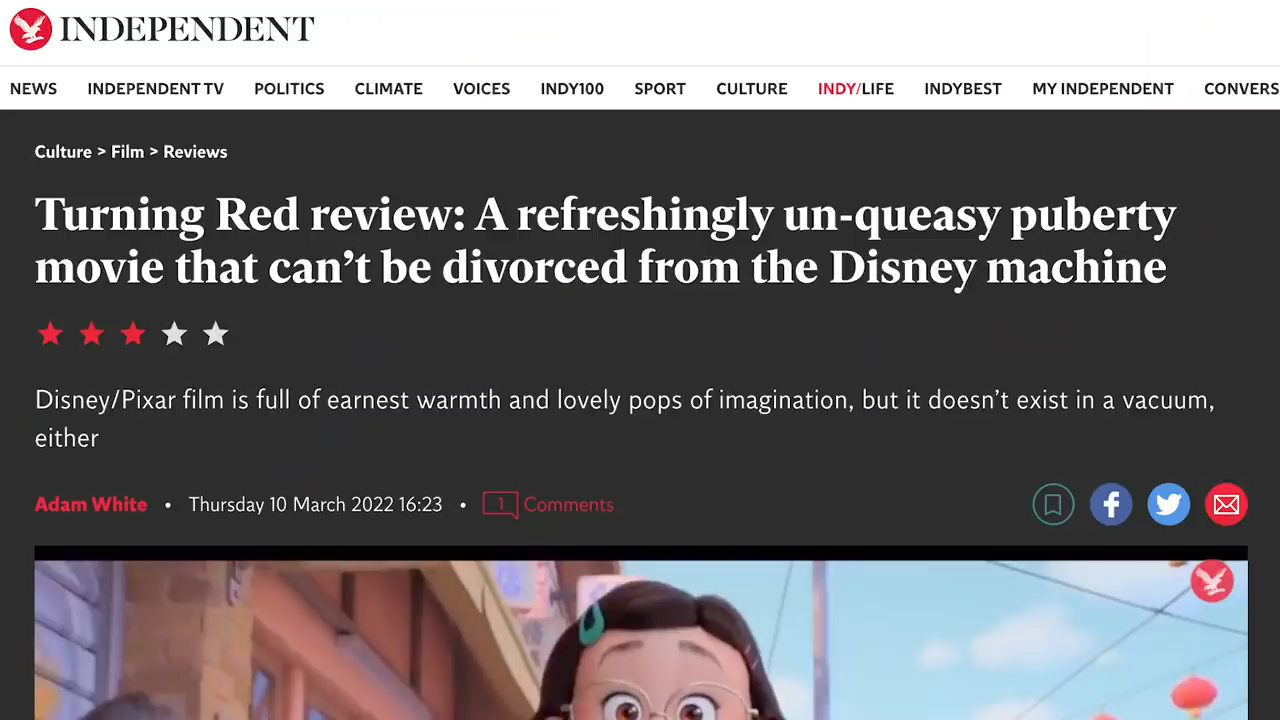 INDEPENDENT
NEWS INDEPENDENT TV POLITICS CLIMATE VOICES INDY100 SPORT CULTURE INDY/LIFE INDYBEST MY INDEPENDENT CONVERS
Culture > Film > Reviews
Turning Red review: A refreshingly un-queasy puberty
movie that can’t be divorced from the Disney machine
Disney/Pixar film is full of earnest warmth and lovely pops of imagination, but it doesn’t exist in a vacuum,
either
Adam White • Thursday 10 March 2022 16:23 • 1 Comments